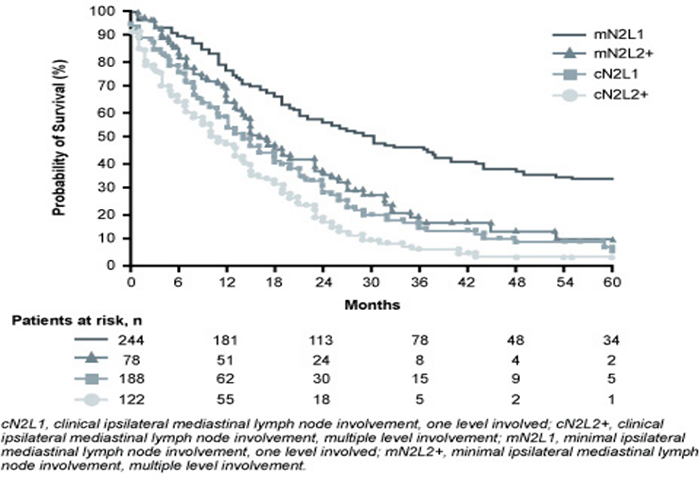 100
90
80
70
60
50
40
30
20
10
0
Probability of Survival (%)
mN2L1
mN2L2+
cN2L1
cN2L2+
0 6 12 18 24 30 36 42 48 54 60
Months
Patients at risk, n
244 181 113 78 48 34
78 51 24 8 4 2
188 62 30 15 9 5
122 55 18 5 2 1
cN2L1, clinical ipsilateral mediastinal lymph node involvement, one level involved; cN2L2+, clinical
ipsilateral mediastinal lymph node involvement, multiple level involvement; mN2L1, minimal ipsilateral
mediastinal lymph node involvement, one level involved; mN2L2+, minimal ipsilateral mediastinal lymph
node involvement, multiple level involvement.